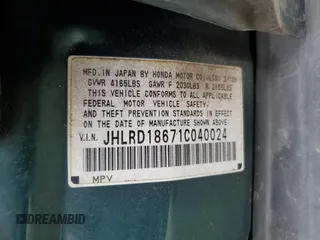 MFD. IN JAPAN BY HONDA MOTOR CO.,
GVWR 4165LBS GAWR F 2030LBS R 2155LBS
THIS VEHICLE CONFORMS TO ALL APPLICABLE
FEDERAL MOTOR VEHICLE SAFETY
AND THEFT PREVENTION STANDARDS IN EFFECT
ON THE DATE OF MANUFACTURE SHOWN ABOVE.
V.I.N. JHLRD18671C040024
MPV
DREAMBID